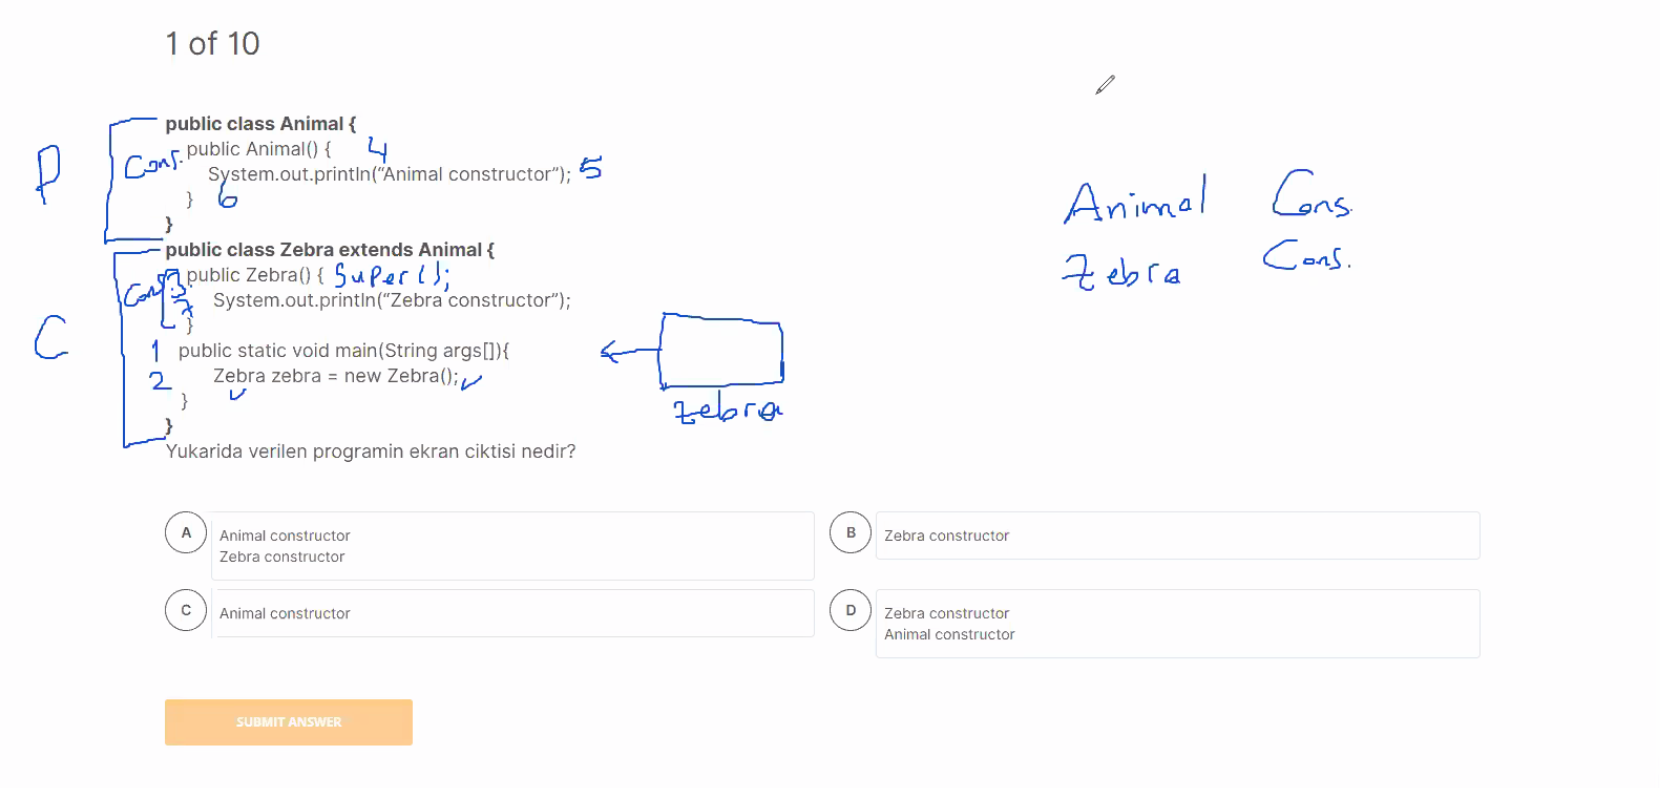 1 of 10
P
public class Animal {
Cons. public Animal() { 4
System.out.println("Animal constructor"); 5
} 6
}
public class Zebra extends Animal {
Cons. 3 public Zebra() { Super();
7 System.out.println("Zebra constructor");
}
C
1 public static void main(String args[]){
2 Zebra zebra = new Zebra();
}
}
zebra
Animal Cons.
Zebra Cons.
Yukarida verilen programin ekran ciktisi nedir?
A
Animal constructor
Zebra constructor
B
Zebra constructor
C
Animal constructor
D
Zebra constructor
Animal constructor
SUBMIT ANSWER